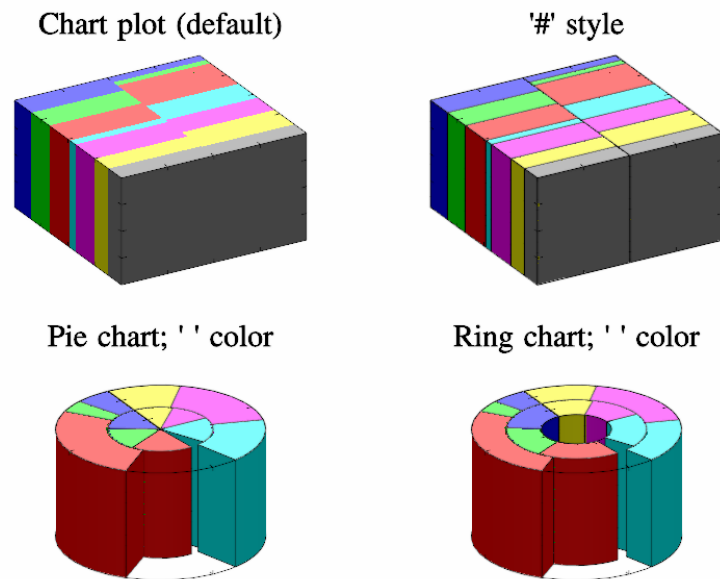 Chart plot (default)
'#' style
Pie chart; ' ' color
Ring chart; ' ' color